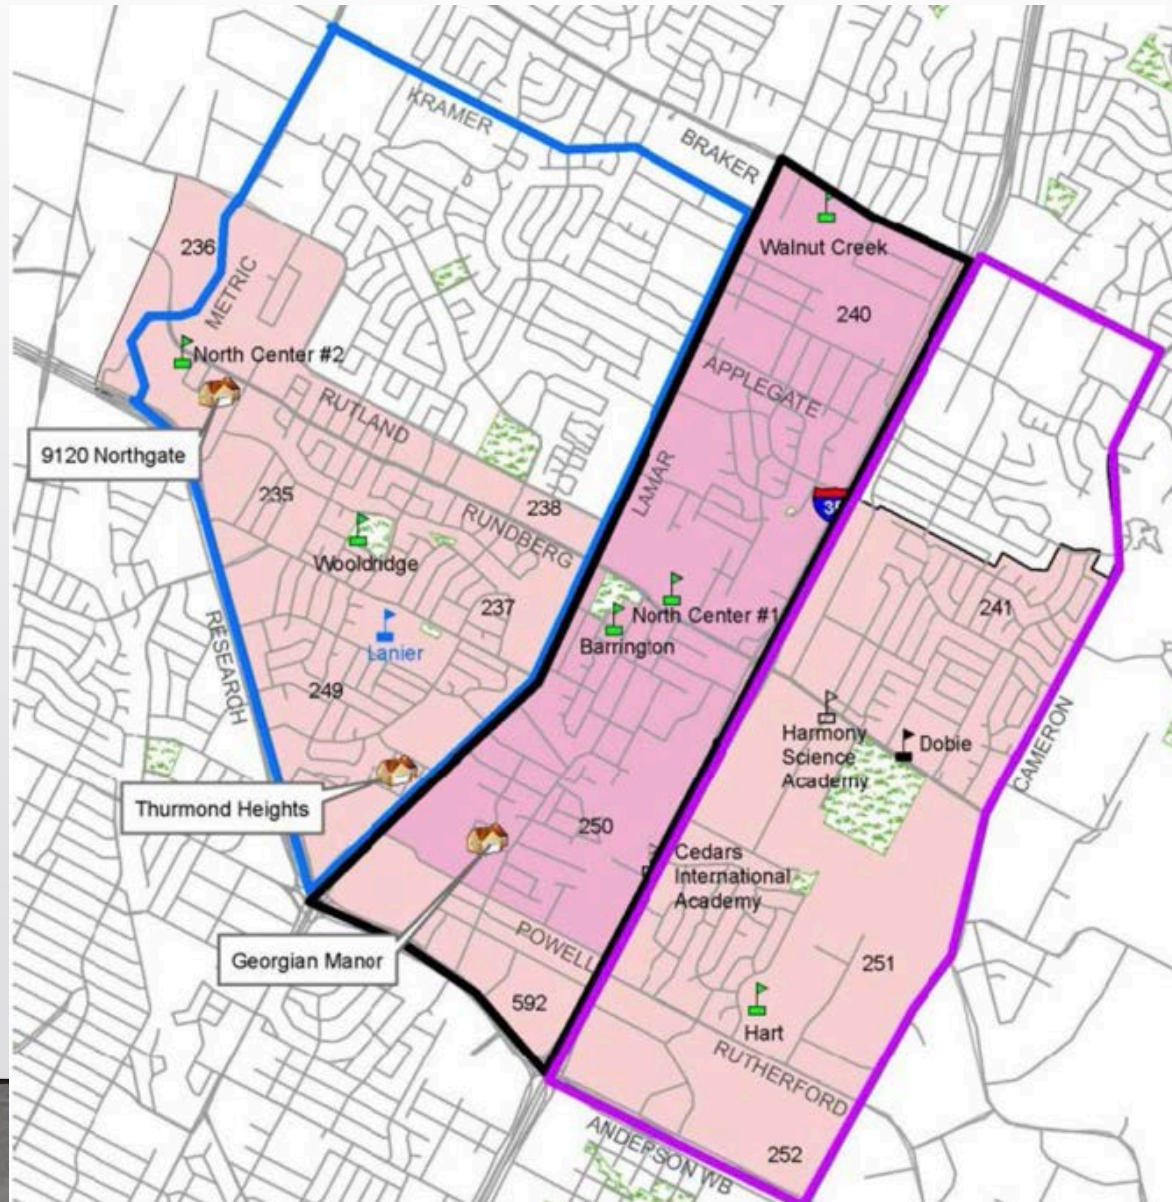 KRAMER
BRAKER
Walnut Creek
236
METRIC
240
North Center #2
APPLEGATE
RUTLAND
9120 Northgate
LAMAR
235
238
35
RUNDBERG
Wooldridge
237
North Center #1
241
Barrington
RESEARCH
Lanier
249
Harmony
Science
Academy
Dobie
CAMERON
Thurmond Heights
250
Cedars
International
Academy
POWELL
Georgian Manor
251
592
Hart
RUTHERFORD
ANDERSON WB
252